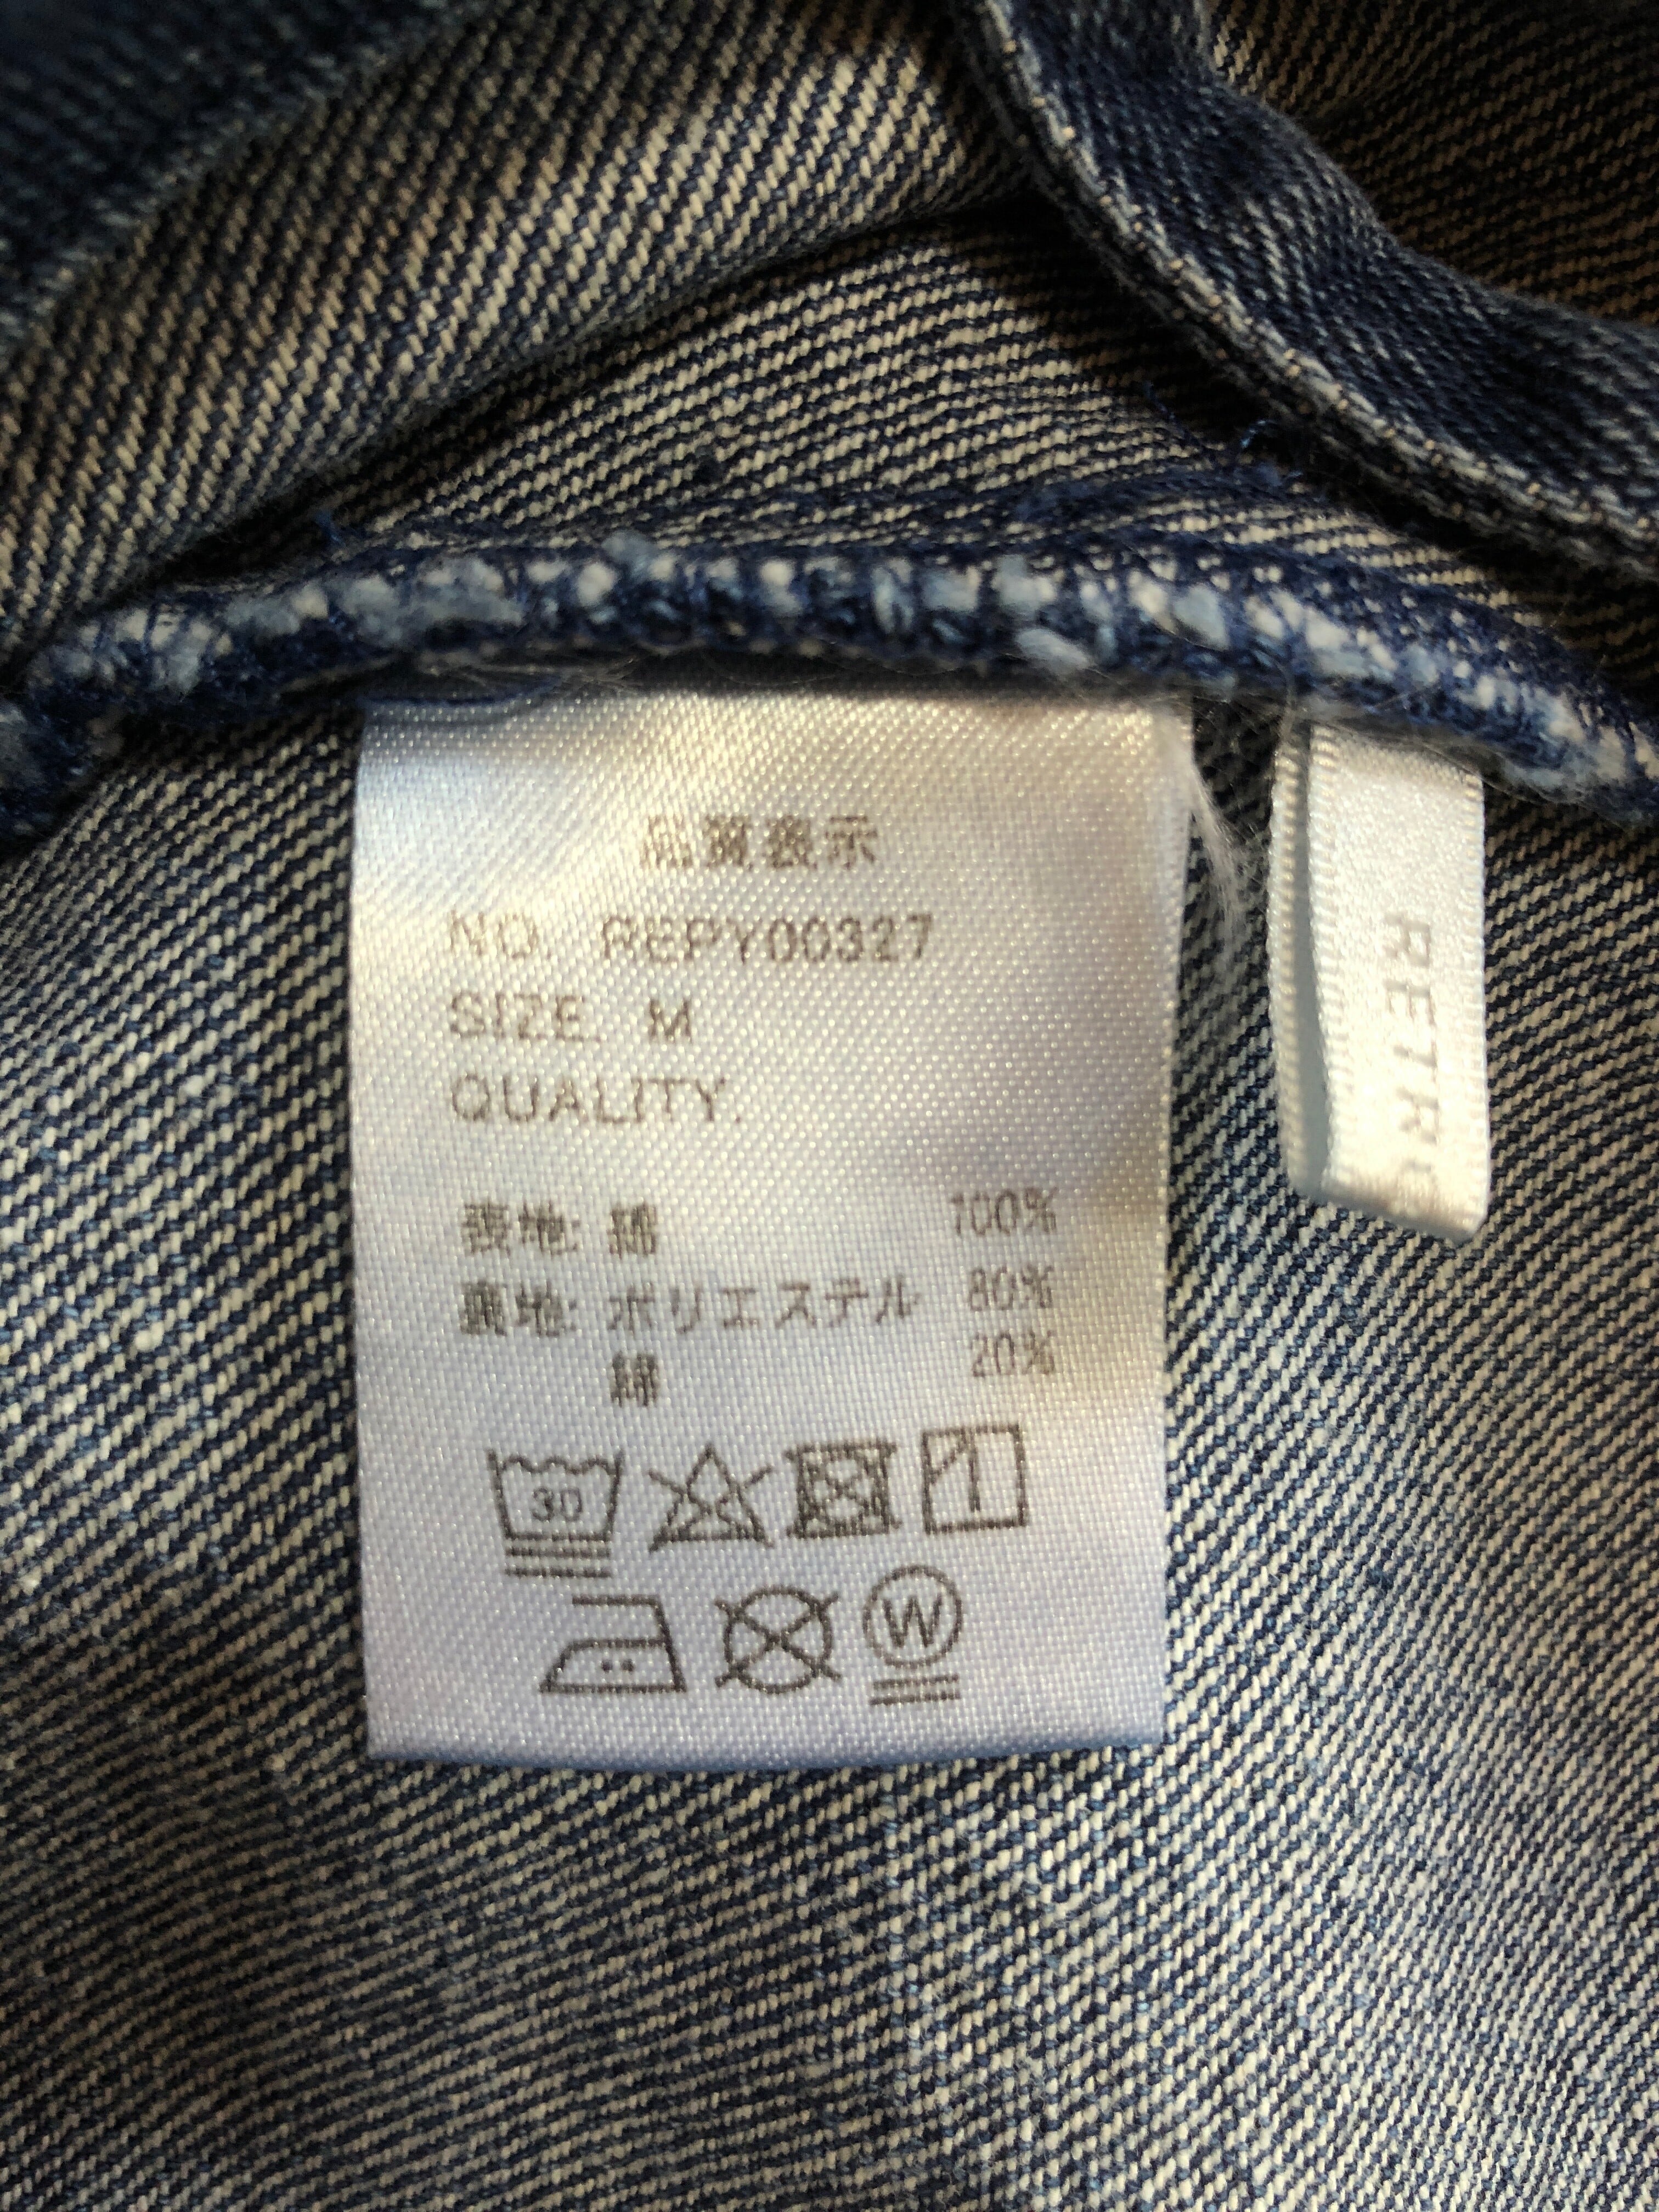 品質表示
NO. REPY00327
SIZE M
QUALITY.
表地: 綿 100%
裏地: ポリエステル 80%
綿 20%
30
W
RETR